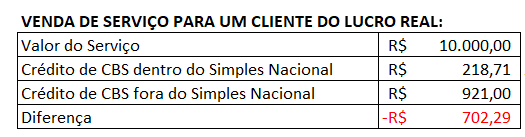 VENDA DE SERVIÇO PARA UM CLIENTE DO LUCRO REAL:
Valor do Serviço R$ 10.000,00
Crédito de CBS dentro do Simples Nacional R$ 218,71
Crédito de CBS fora do Simples Nacional R$ 921,00
Diferença -R$ 702,29